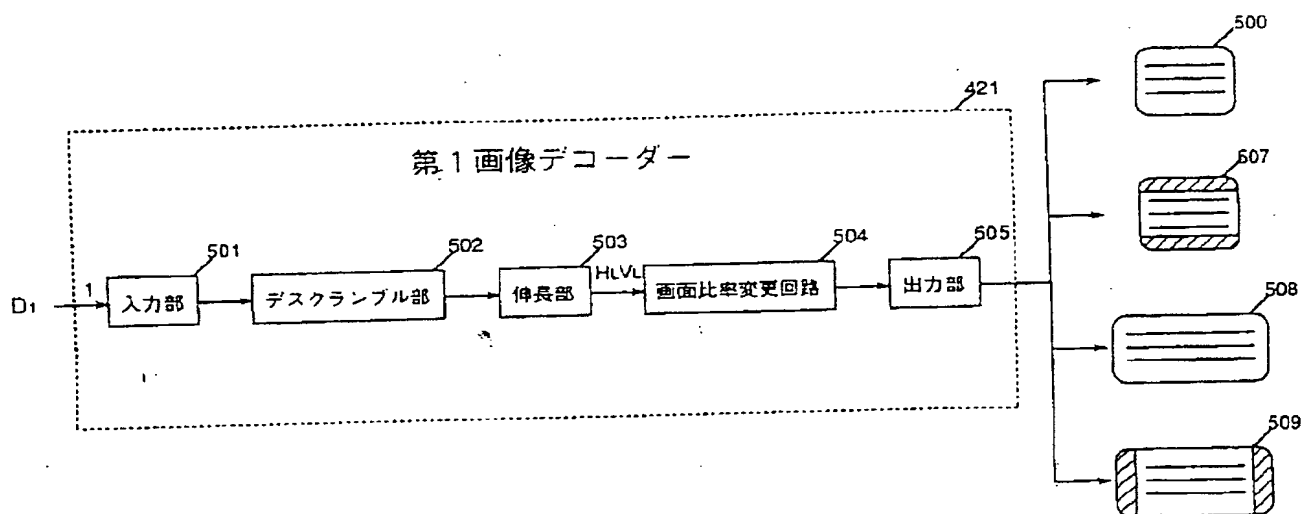 500
421
第1画像デコーダー
507
501
502
503
504
505
HLVL
1
D1
入力部
デスクランブル部
伸長部
画面比率変更回路
出力部
508
509